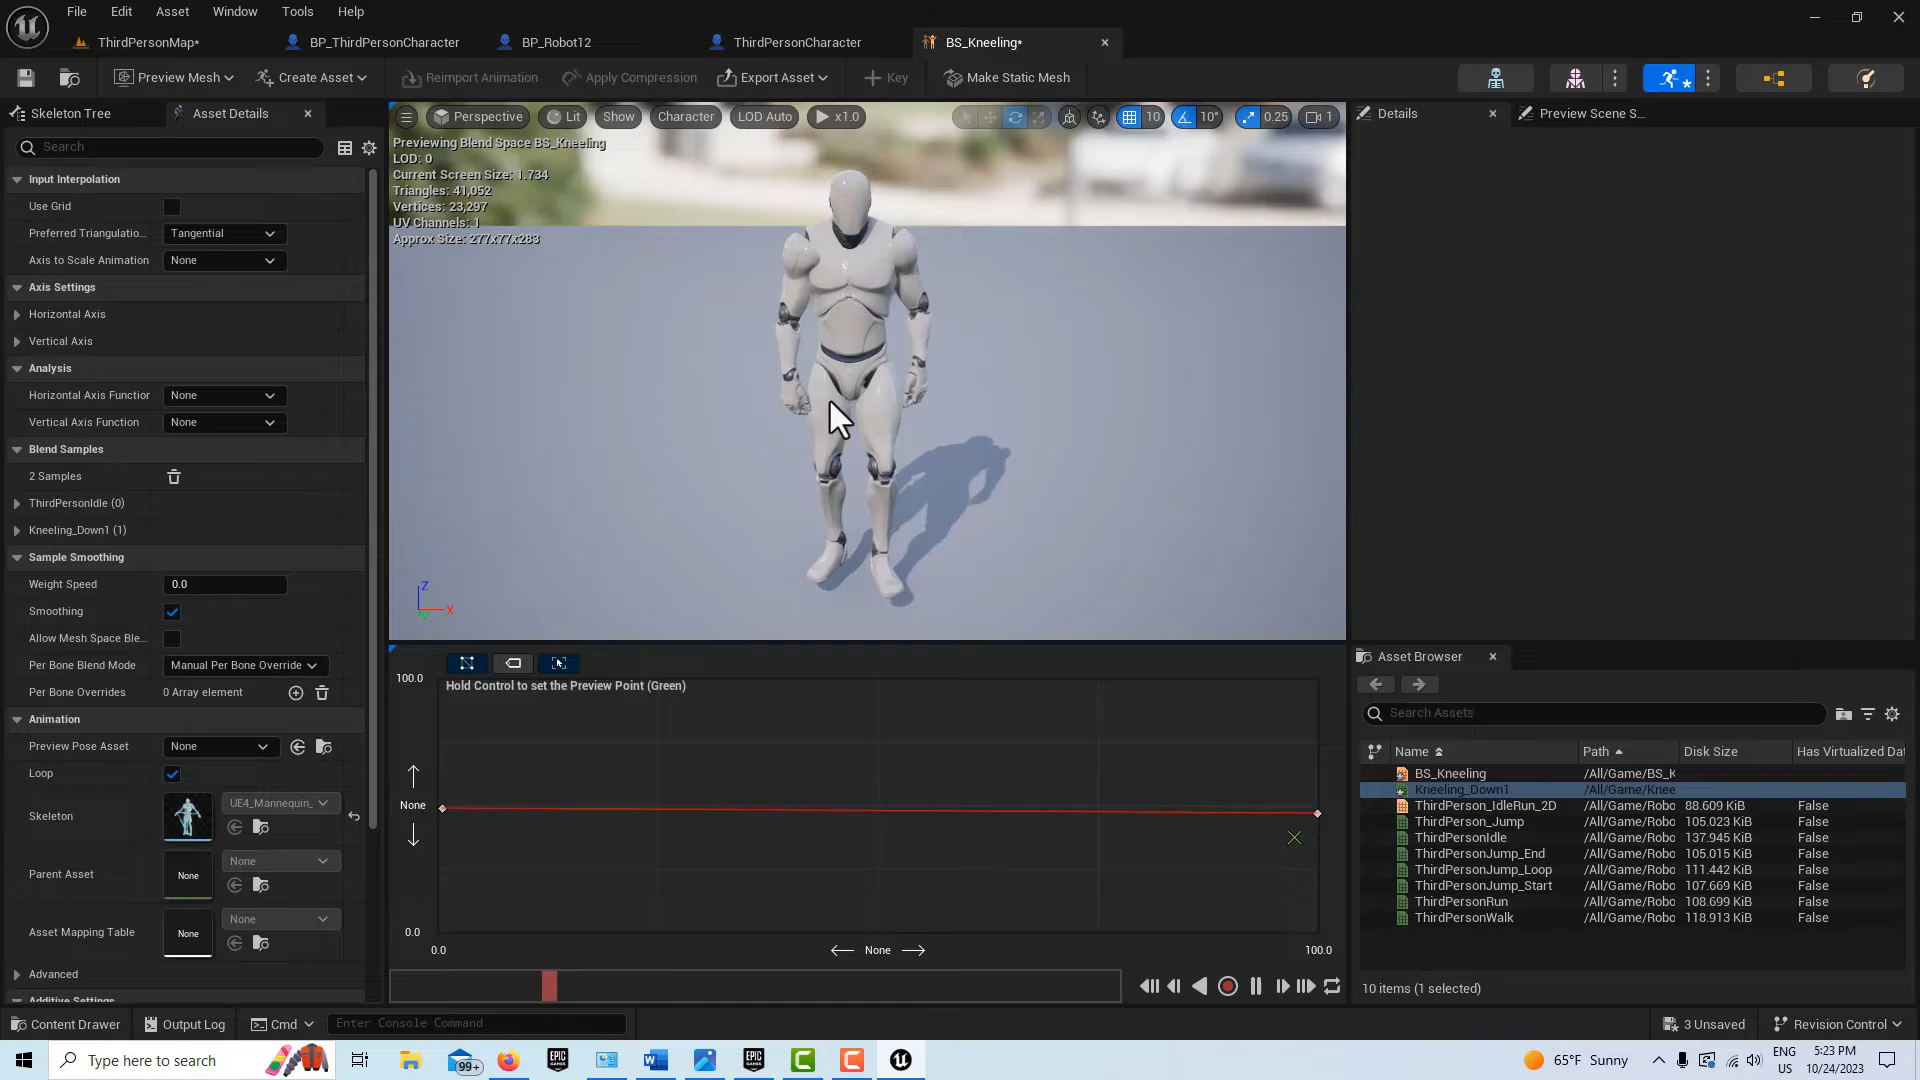 File Edit Asset Window Tools Help
ThirdPersonMap* BP_ThirdPersonCharacter BP_Robot12 ThirdPersonCharacter BS_Kneeling*
Preview Mesh Create Asset Reimport Animation Apply Compression Export Asset Key Make Static Mesh
Skeleton Tree Asset Details
Search
Input Interpolation
Use Grid
Preferred Triangulatio... Tangential
Axis to Scale Animation None
Axis Settings
Horizontal Axis
Vertical Axis
Analysis
Horizontal Axis Function None
Vertical Axis Function None
Blend Samples
2 Samples
ThirdPersonIdle (0)
Kneeling_Down1 (1)
Sample Smoothing
Weight Speed 0.0
Smoothing
Allow Mesh Space Ble...
Per Bone Blend Mode Manual Per Bone Override
Per Bone Overrides 0 Array element
Animation
Preview Pose Asset None
Loop
Skeleton UE4_Mannequin_
Parent Asset None None
Asset Mapping Table None None
Advanced
Additive Settings
Perspective Lit Show Character LOD Auto x1.0 10 10° 0.25 1
Previewing Blend Space BS_Kneeling
LOD: 0
Current Screen Size: 1.734
Triangles: 41,052
Vertices: 23,297
UV Channels: 1
Approx Size: 277x77x283
Z
X
Y
100.0
Hold Control to set the Preview Point (Green)
None
0.0
0.0 None 100.0
Details Preview Scene S...
Asset Browser
Search Assets
Name Path Disk Size Has Virtualized Dat
BS_Kneeling /All/Game/BS_K
Kneeling_Down1 /All/Game/Knee
ThirdPerson_IdleRun_2D /All/Game/Robo 88.609 KiB False
ThirdPerson_Jump /All/Game/Robo 105.023 KiB False
ThirdPersonIdle /All/Game/Robo 137.945 KiB False
ThirdPersonJump_End /All/Game/Robo 105.015 KiB False
ThirdPersonJump_Loop /All/Game/Robo 111.442 KiB False
ThirdPersonJump_Start /All/Game/Robo 107.669 KiB False
ThirdPersonRun /All/Game/Robo 108.699 KiB False
ThirdPersonWalk /All/Game/Robo 118.913 KiB False
10 items (1 selected)
Content Drawer Output Log Cmd Enter Console Command 3 Unsaved Revision Control
Type here to search 99+ EPIC GAMES W EPIC GAMES C C 65°F Sunny ENG US 5:23 PM 10/24/2023